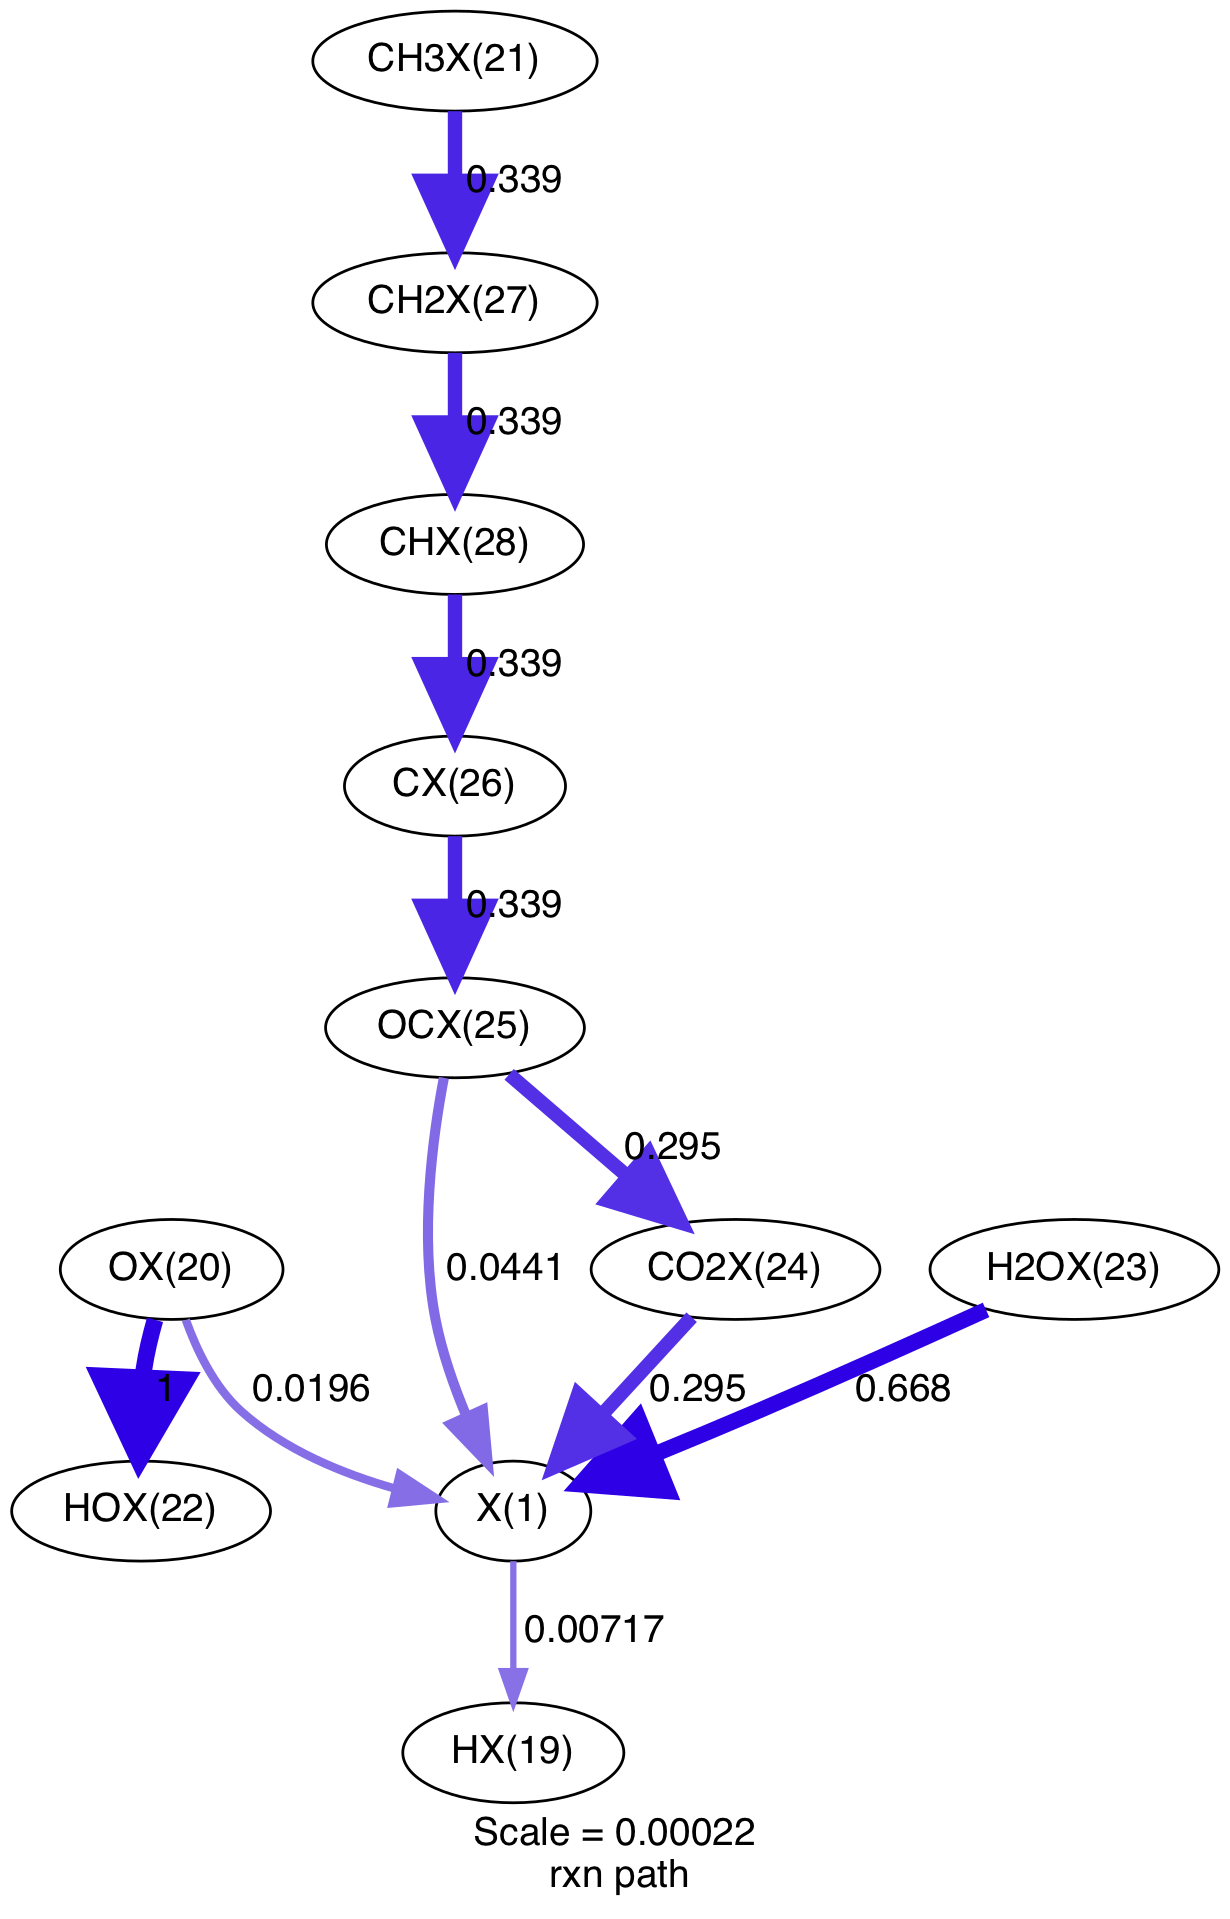 CH3X(21)
0.339
CH2X(27)
0.339
CHX(28)
0.339
CX(26)
0.339
OCX(25)
0.295
OX(20)
0.0441
CO2X(24)
H2OX(23)
1
0.0196
0.295
0.668
HOX(22)
X(1)
0.00717
HX(19)
Scale = 0.00022
rxn path